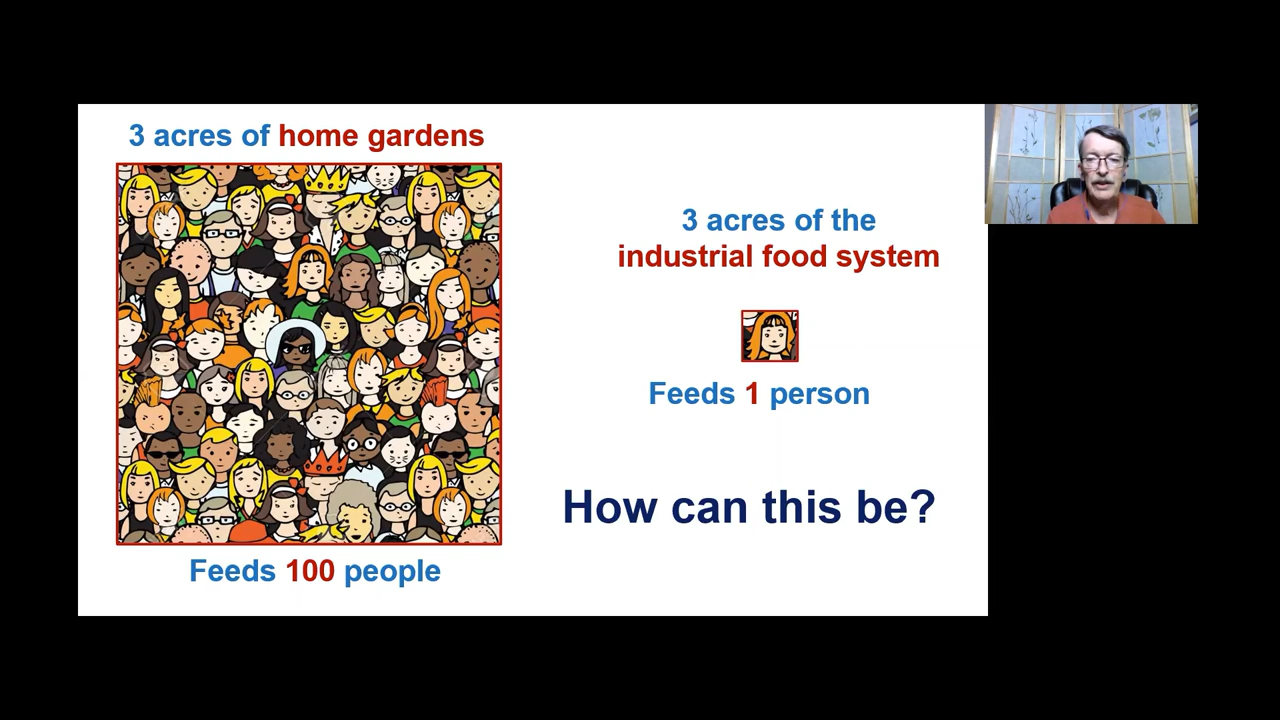 3 acres of home gardens
Feeds 100 people
3 acres of the
industrial food system
Feeds 1 person
How can this be?